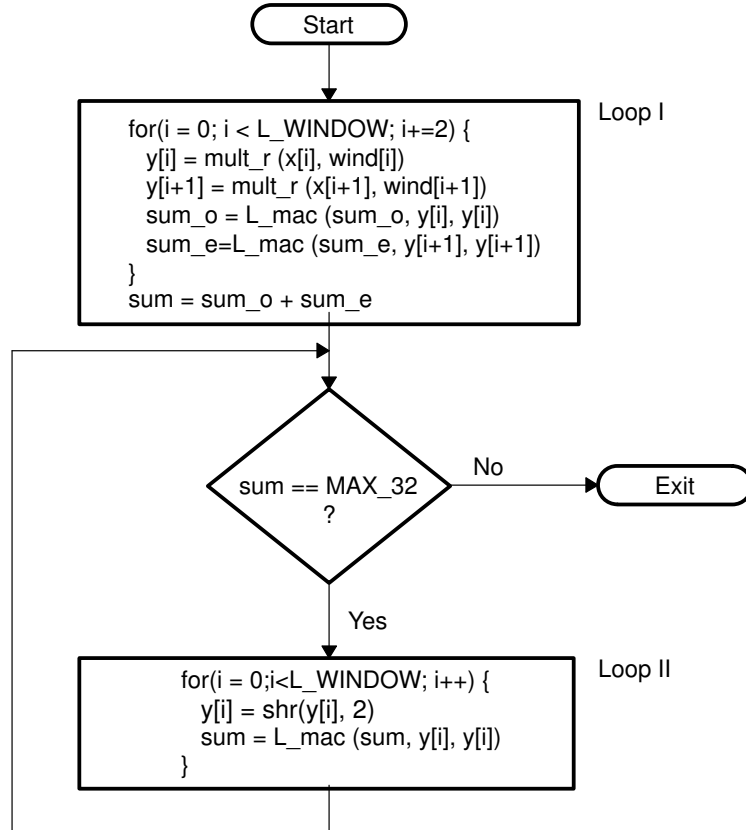 Start
Loop I
for(i = 0; i < L_WINDOW; i+=2) {
y[i] = mult_r (x[i], wind[i])
y[i+1] = mult_r (x[i+1], wind[i+1])
sum_o = L_mac (sum_o, y[i], y[i])
sum_e=L_mac (sum_e, y[i+1], y[i+1])
}
sum = sum_o + sum_e
sum == MAX_32
?
No
Exit
Yes
Loop II
for(i = 0;i<L_WINDOW; i++) {
y[i] = shr(y[i], 2)
sum = L_mac (sum, y[i], y[i])
}